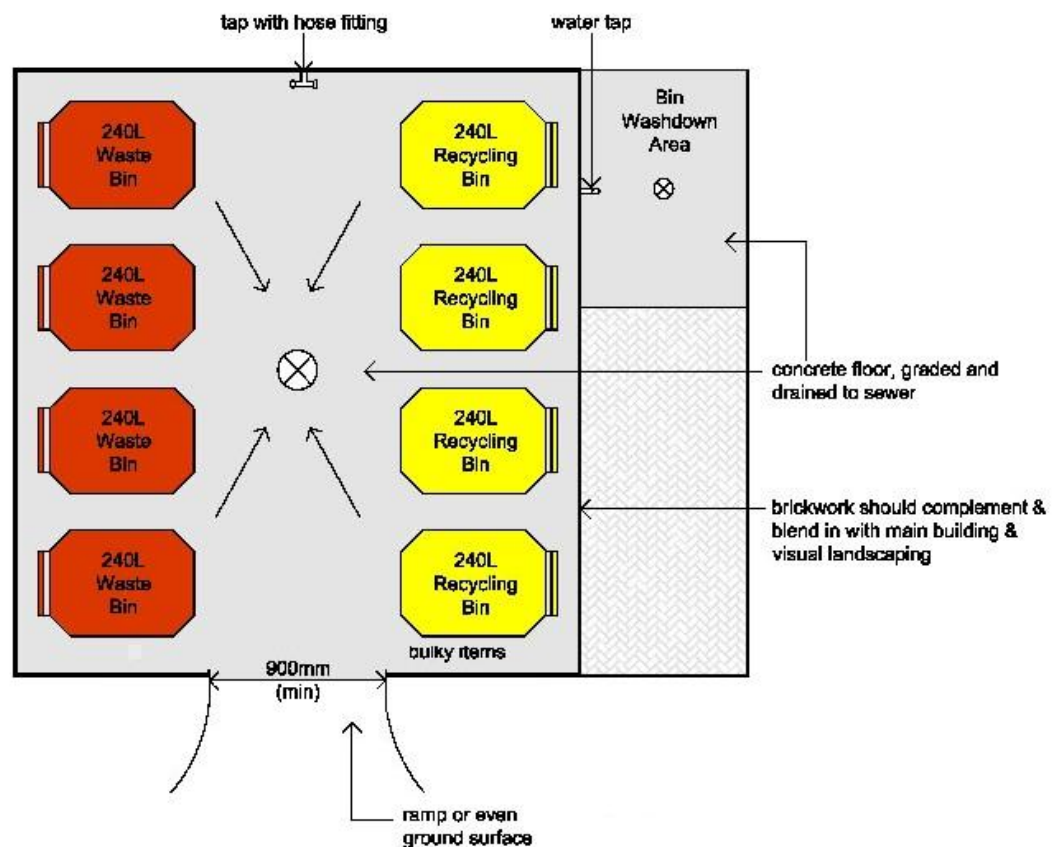 tap with hose fitting
water tap
240L
Waste
Bin
240L
Recycling
Bin
Bin
Washdown
Area
240L
Waste
Bin
240L
Recycling
Bin
concrete floor, graded and
drained to sewer
240L
Waste
Bin
240L
Recycling
Bin
brickwork should complement &
blend in with main building &
visual landscaping
240L
Waste
Bin
240L
Recycling
Bin
bulky items
900mm
(min)
ramp or even
ground surface